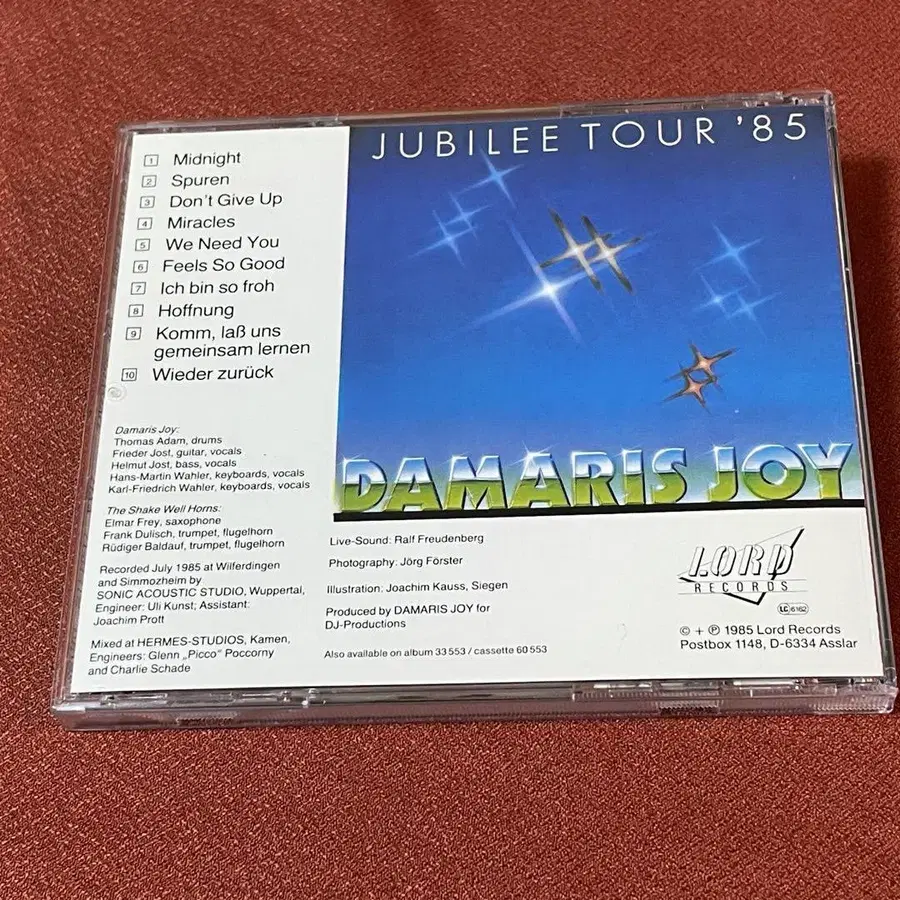 JUBILEE TOUR '85
1 Midnight
2 Spuren
3 Don't Give Up
4 Miracles
5 We Need You
6 Feels So Good
7 Ich bin so froh
8 Hoffnung
9 Komm, laß uns
gemeinsam lernen
10 Wieder zurück
DAMARIS JOY
Damaris Joy:
Thomas Adam, drums
Frieder Jost, guitar, vocals
Helmut Jost, bass, vocals
Hans-Martin Wahler, keyboards, vocals
Karl-Friedrich Wahler, keyboards, vocals
The Shake Well Horns:
Elmar Frey, saxophone
Frank Dulisch, trumpet, flugelhorn
Rüdiger Baldauf, trumpet, flugelhorn
Recorded July 1985 at Wilferdingen
and Simmozheim by
SONIC ACOUSTIC STUDIO, Wuppertal,
Engineer: Uli Kunst; Assistant:
Joachim Prott
Mixed at HERMES-STUDIOS, Kamen,
Engineers: Glenn „Picco" Poccorny
and Charlie Schade
Live-Sound: Ralf Freudenberg
Photography: Jörg Förster
Illustration: Joachim Kauss, Siegen
Produced by DAMARIS JOY for
DJ-Productions
Also available on album 33 553 / cassette 60 553
LORD
RECORDS
LC 6162
© + ℗ 1985 Lord Records
Postbox 1148, D-6334 Asslar